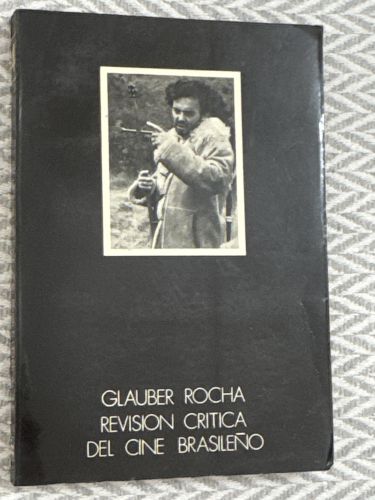 GLAUBER ROCHA
REVISION CRITICA
DEL CINE BRASILEÑO